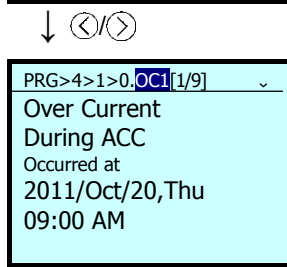 ↓ </ >
PRG>4>1>0.OC1[1/9]
Over Current
During ACC
Occurred at
2011/Oct/20,Thu
09:00 AM